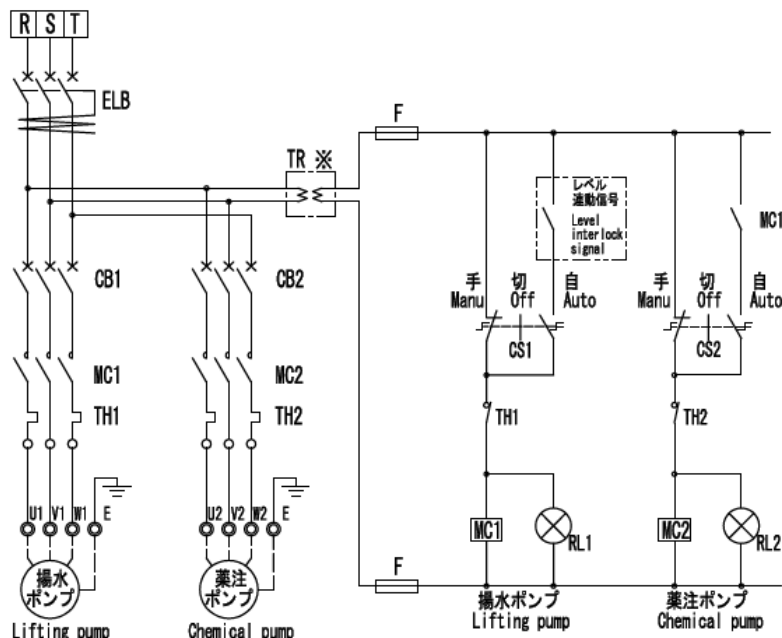 R S T
ELB
F
TR ※
レベル
連動信号
Level
interlock
signal
MC1
CB1
CB2
手 切 自
Manu Off Auto
CS1
手 切 自
Manu Off Auto
CS2
MC1
MC2
TH1
TH2
TH1
TH2
U1 V1 W1 E
U2 V2 W2 E
MC1
RL1
MC2
RL2
揚水
ポンプ
Lifting pump
薬注
ポンプ
Chemical pump
F
揚水ポンプ
Lifting pump
薬注ポンプ
Chemical pump